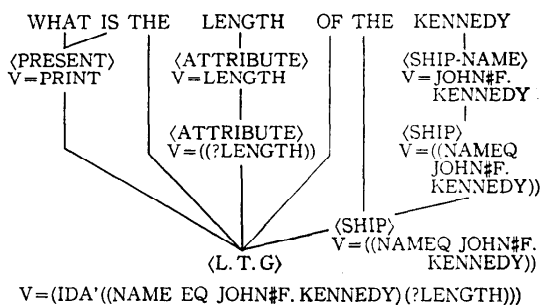 WHAT IS THE LENGTH OF THE KENNEDY
⟨PRESENT⟩ ⟨ATTRIBUTE⟩ ⟨SHIP-NAME⟩
V=PRINT V=LENGTH V=JOHN#F.
KENNEDY
⟨ATTRIBUTE⟩ ⟨SHIP⟩
V=((?LENGTH)) V=((NAMEQ
JOHN#F.
KENNEDY))
⟨SHIP⟩
V=((NAMEQ JOHN#F.
KENNEDY))
⟨L. T. G⟩
V=(IDA'((NAME EQ JOHN#F. KENNEDY)(?LENGTH)))